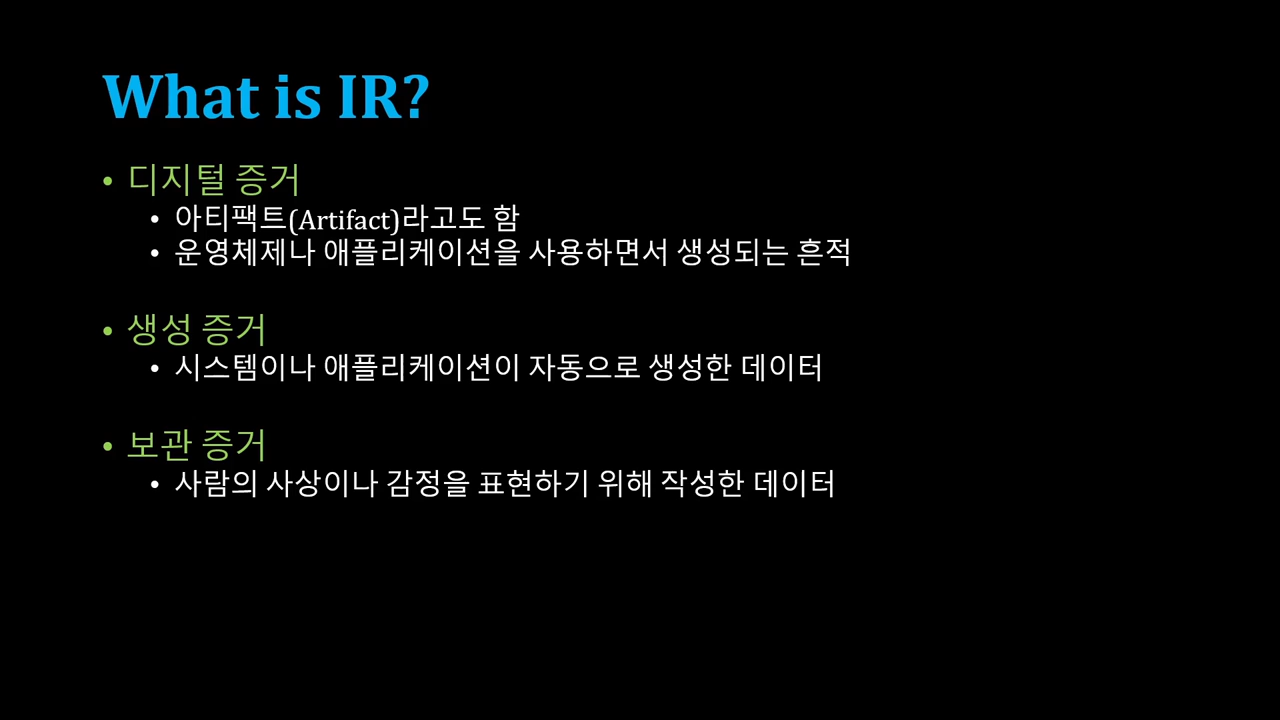 What is IR?
• 디지털 증거
• 아티팩트(Artifact)라고도 함
• 운영체제나 애플리케이션을 사용하면서 생성되는 흔적
• 생성 증거
• 시스템이나 애플리케이션이 자동으로 생성한 데이터
• 보관 증거
• 사람의 사상이나 감정을 표현하기 위해 작성한 데이터